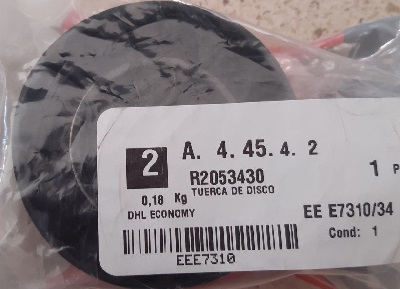 2 A. 4. 45. 4. 2
R2053430 1
TUERCA DE DISCO
0,18 Kg
DHL ECONOMY EE E7310/34
Cond: 1
EEE7310